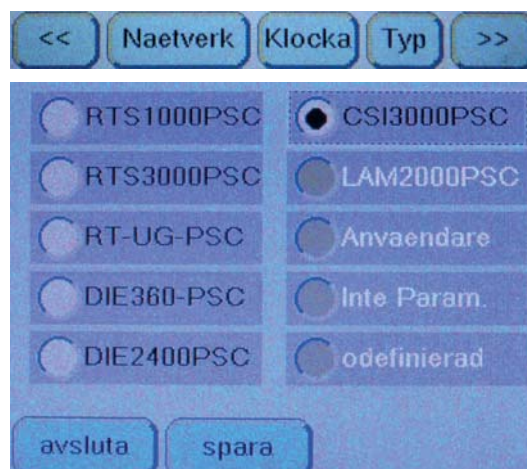 << Naetverk Klocka Typ >>
RTS1000PSC CSI3000PSC
RTS3000PSC LAM2000PSC
RT-UG-PSC Anvaendare
DIE360-PSC Inte Param.
DIE2400PSC odefinierad
avsluta spara